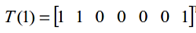 T(1) = [1 1 0 0 0 0 1]'